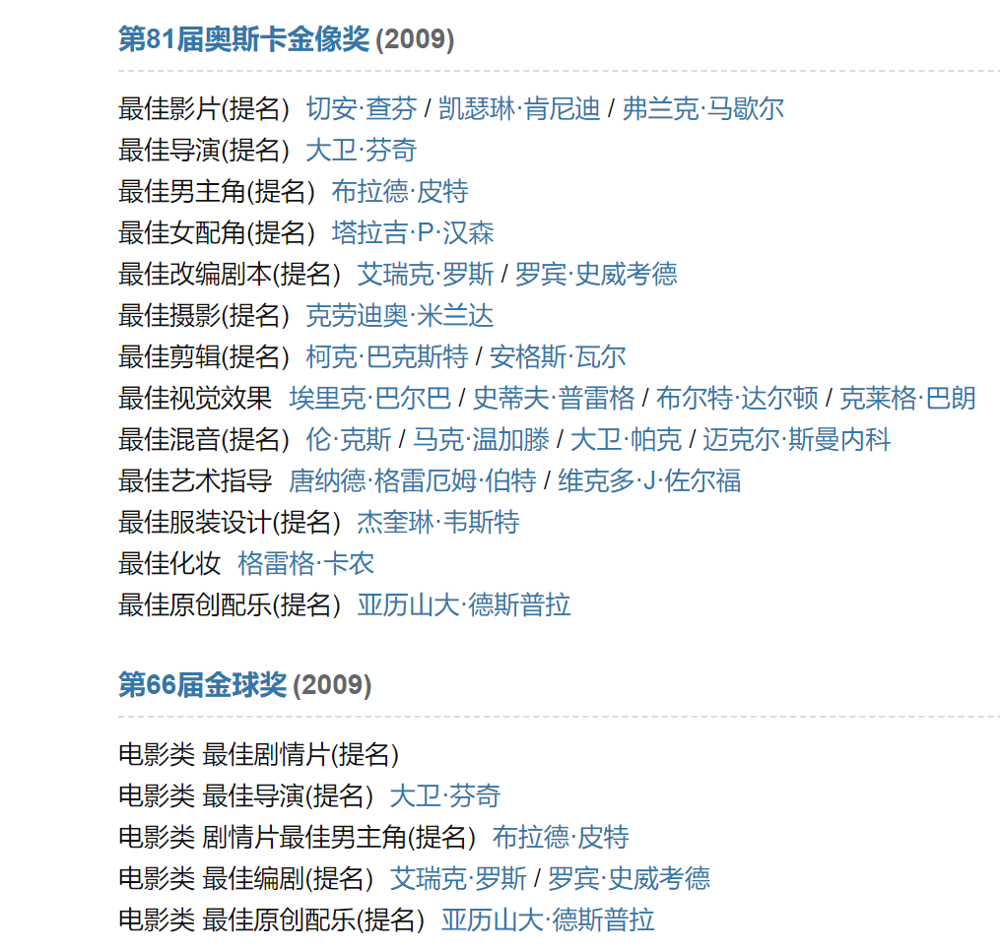 第81届奥斯卡金像奖 (2009)
最佳影片(提名) 切安·查芬 / 凯瑟琳·肯尼迪 / 弗兰克·马歇尔
最佳导演(提名) 大卫·芬奇
最佳男主角(提名) 布拉德·皮特
最佳女配角(提名) 塔拉吉·P·汉森
最佳改编剧本(提名) 艾瑞克·罗斯 / 罗宾·史威考德
最佳摄影(提名) 克劳迪奥·米兰达
最佳剪辑(提名) 柯克·巴克斯特 / 安格斯·瓦尔
最佳视觉效果 埃里克·巴尔巴 / 史蒂夫·普雷格 / 布尔特·达尔顿 / 克莱格·巴朗
最佳混音(提名) 伦·克斯 / 马克·温加滕 / 大卫·帕克 / 迈克尔·斯曼内科
最佳艺术指导 唐纳德·格雷厄姆·伯特 / 维克多·J·佐尔福
最佳服装设计(提名) 杰奎琳·韦斯特
最佳化妆 格雷格·卡农
最佳原创配乐(提名) 亚历山大·德斯普拉
第66届金球奖 (2009)
电影类 最佳剧情片(提名)
电影类 最佳导演(提名) 大卫·芬奇
电影类 剧情片最佳男主角(提名) 布拉德·皮特
电影类 最佳编剧(提名) 艾瑞克·罗斯 / 罗宾·史威考德
电影类 最佳原创配乐(提名) 亚历山大·德斯普拉